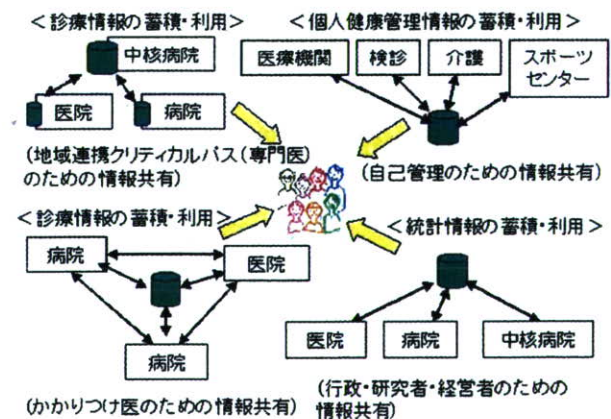 <診療情報の蓄積・利用>
中核病院
医院
病院
(地域連携クリティカルパス(専門医)
のための情報共有)
<個人健康管理情報の蓄積・利用>
医療機関
検診
介護
スポーツ
センター
(自己管理のための情報共有)
<診療情報の蓄積・利用>
病院
医院
病院
(かかりつけ医のための情報共有)
<統計情報の蓄積・利用>
医院
病院
中核病院
(行政・研究者・経営者のための
情報共有)